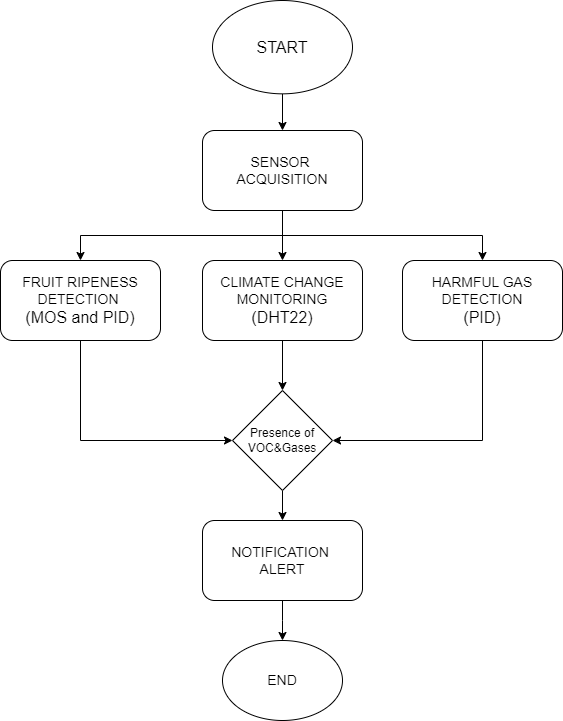 START
SENSOR
ACQUISITION
FRUIT RIPENESS
DETECTION
(MOS and PID)
CLIMATE CHANGE
MONITORING
(DHT22)
HARMFUL GAS
DETECTION
(PID)
Presence of
VOC&Gases
NOTIFICATION
ALERT
END